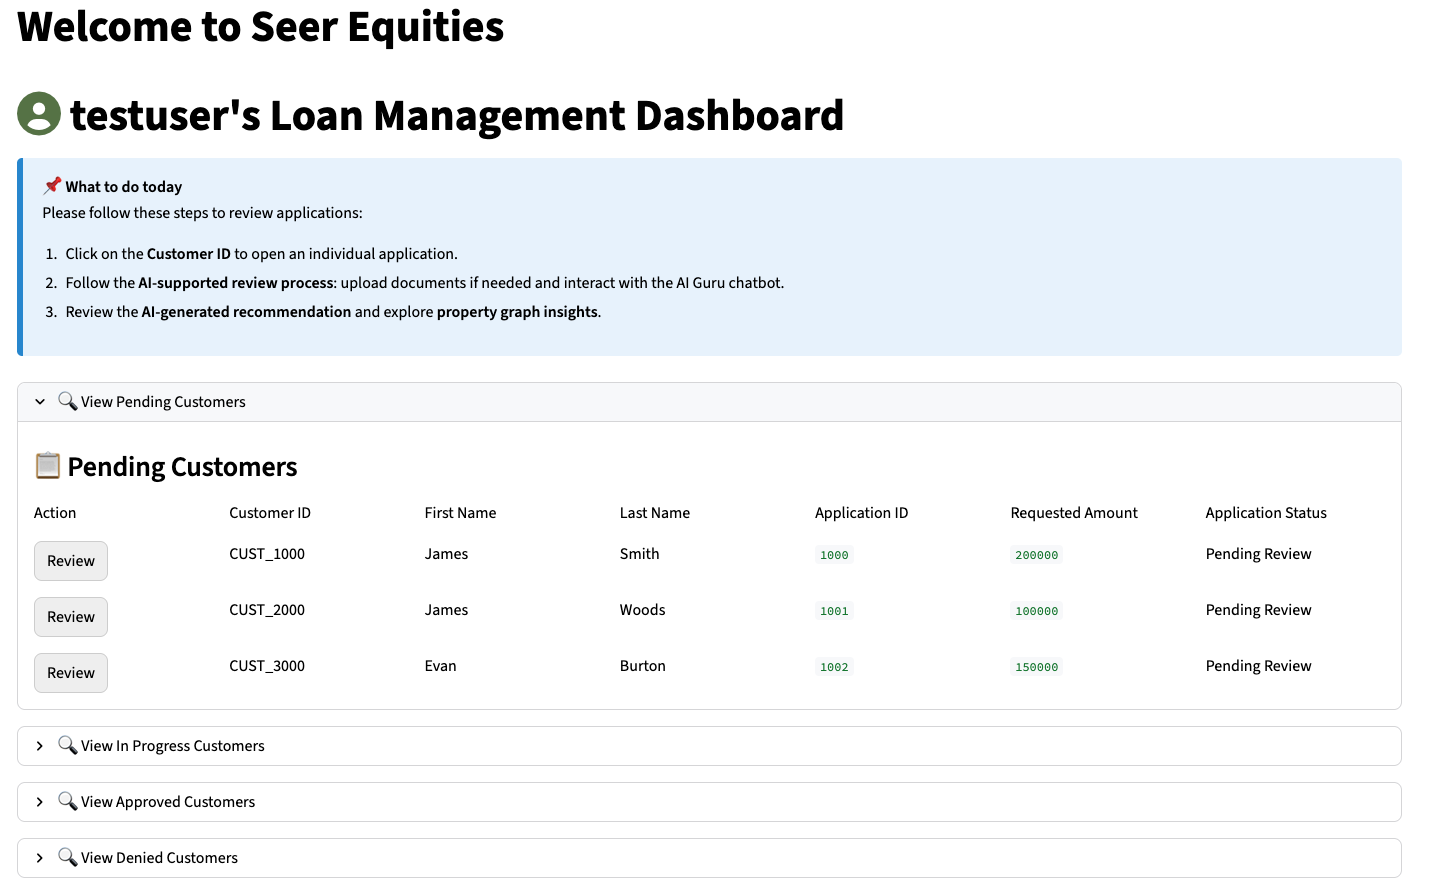 Welcome to Seer Equities
testuser's Loan Management Dashboard
What to do today
Please follow these steps to review applications:
1. Click on the Customer ID to open an individual application.
2. Follow the AI-supported review process: upload documents if needed and interact with the AI Guru chatbot.
3. Review the AI-generated recommendation and explore property graph insights.
View Pending Customers
Pending Customers
Action Customer ID First Name Last Name Application ID Requested Amount Application Status
Review CUST_1000 James Smith 1000 200000 Pending Review
Review CUST_2000 James Woods 1001 100000 Pending Review
Review CUST_3000 Evan Burton 1002 150000 Pending Review
View In Progress Customers
View Approved Customers
View Denied Customers